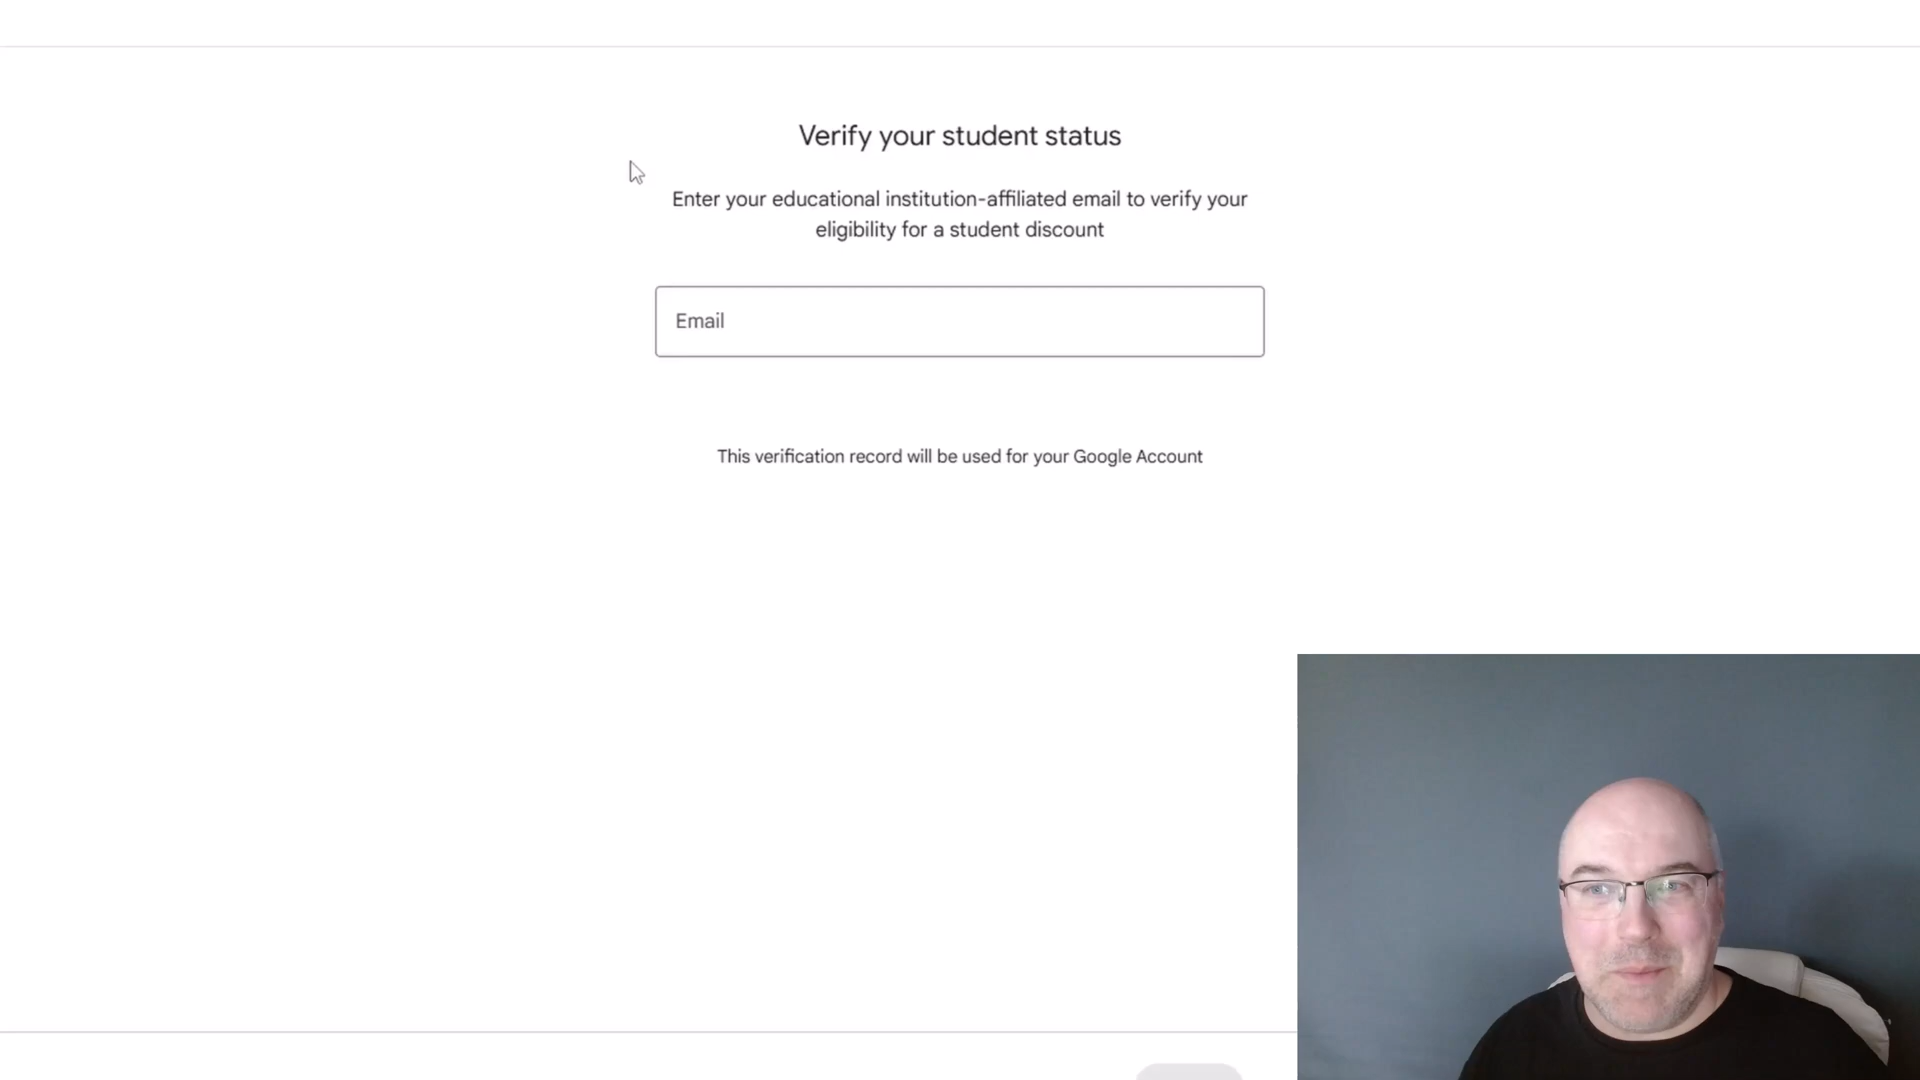 Verify your student status
Enter your educational institution-affiliated email to verify your
eligibility for a student discount
Email
This verification record will be used for your Google Account